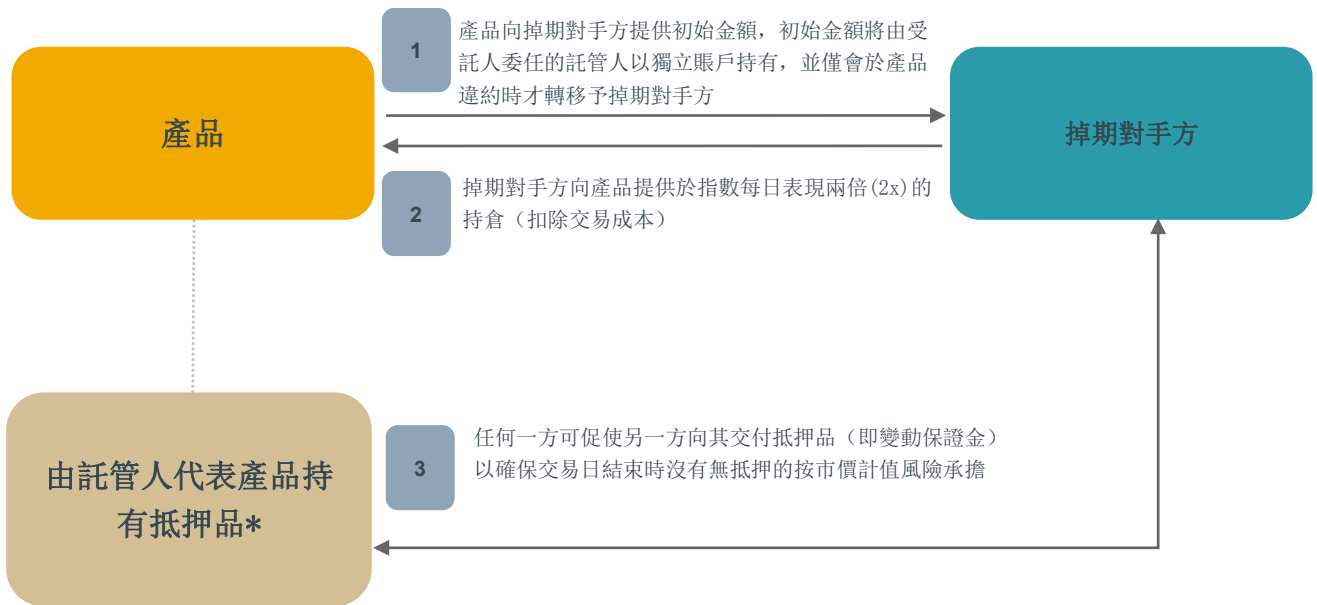 1
產品向掉期對手方提供初始金額，初始金額將由受
託人委任的託管人以獨立賬戶持有，並僅會於產品
違約時才轉移予掉期對手方
產品
掉期對手方
2
掉期對手方向產品提供於指數每日表現兩倍(2x)的
持倉（扣除交易成本）
由託管人代表產品持
有抵押品*
3
任何一方可促使另一方向其交付抵押品（即變動保證金）
以確保交易日結束時沒有無抵押的按市價計值風險承擔